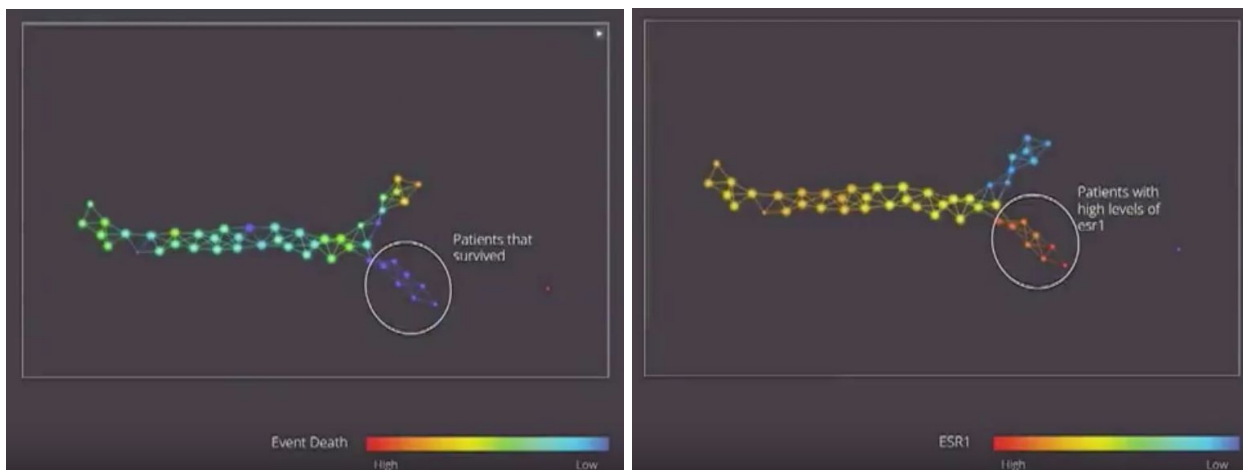 Patients that
survived
Event Death
High
Low
Patients with
high levels of
esr1
ESR1
High
Low